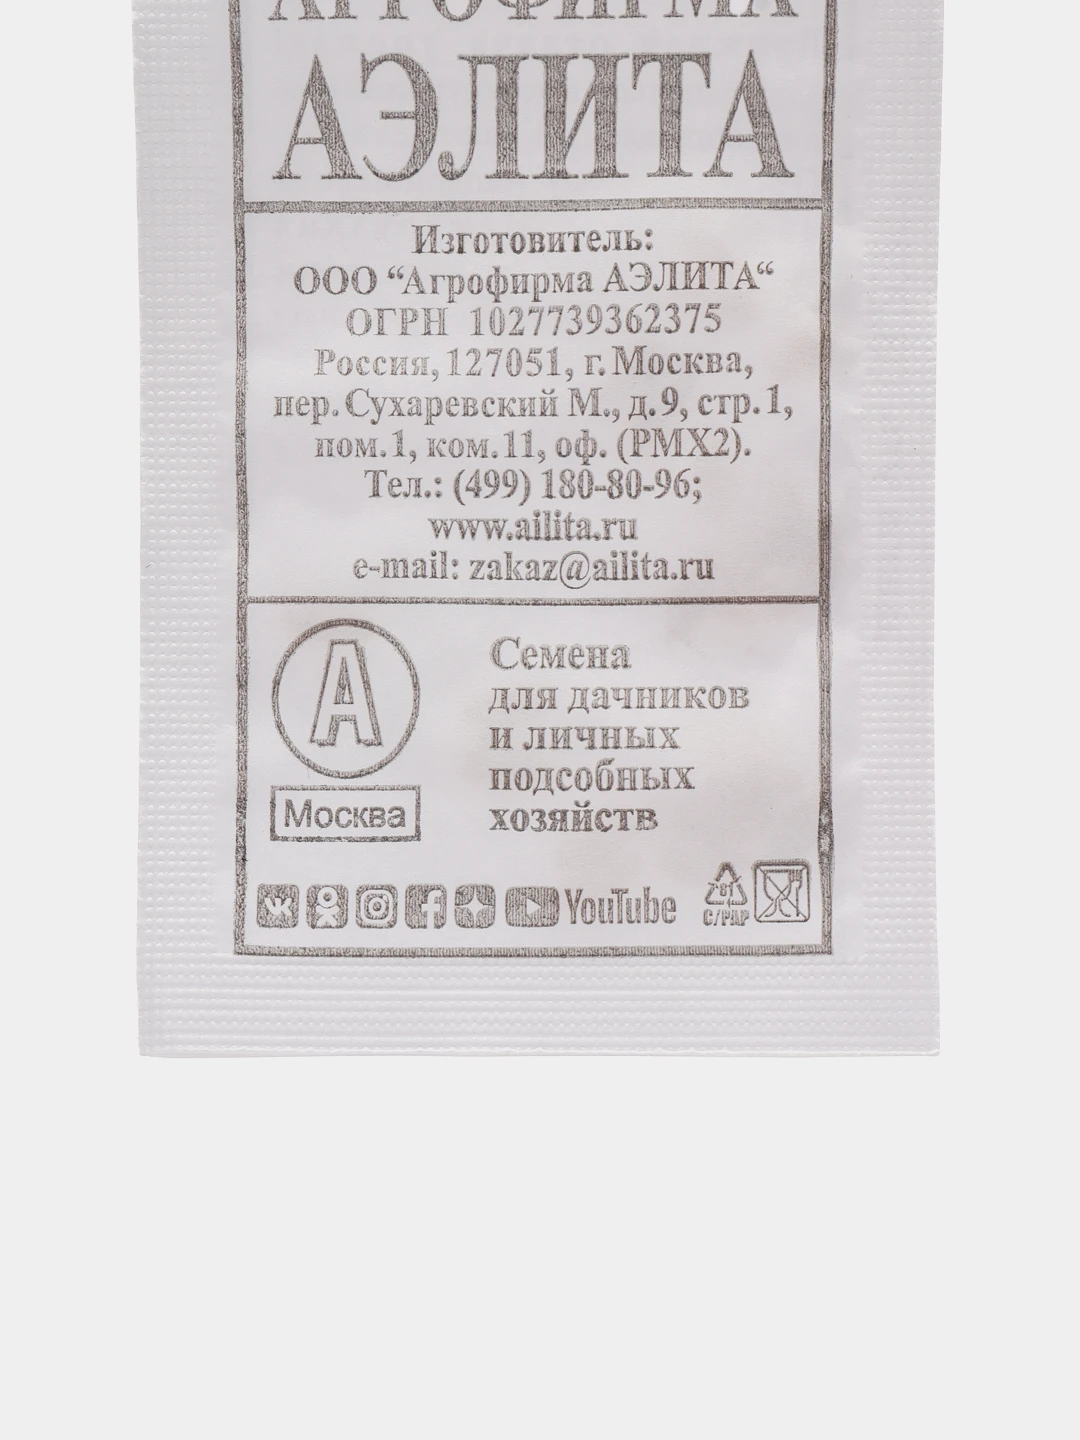 АГРОФИРМА
АЭЛИТА
Изготовитель:
ООО “Агрофирма АЭЛИТА“
ОГРН 1027739362375
Россия, 127051, г. Москва,
пер. Сухаревский М., д. 9, стр. 1,
пом. 1, ком. 11, оф. (РМХ2).
Тел.: (499) 180-80-96;
www.ailita.ru
e-mail: zakaz@ailita.ru
А
Москва
Семена
для дачников
и личных
подсобных
хозяйств
YouTube
81
C/PAP